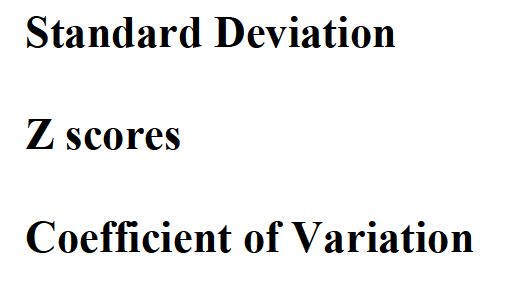 Standard Deviation
Z scores
Coefficient of Variation